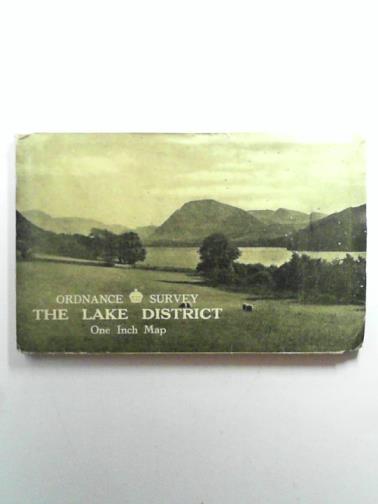 ORDNANCE SURVEY
THE LAKE DISTRICT
One Inch Map